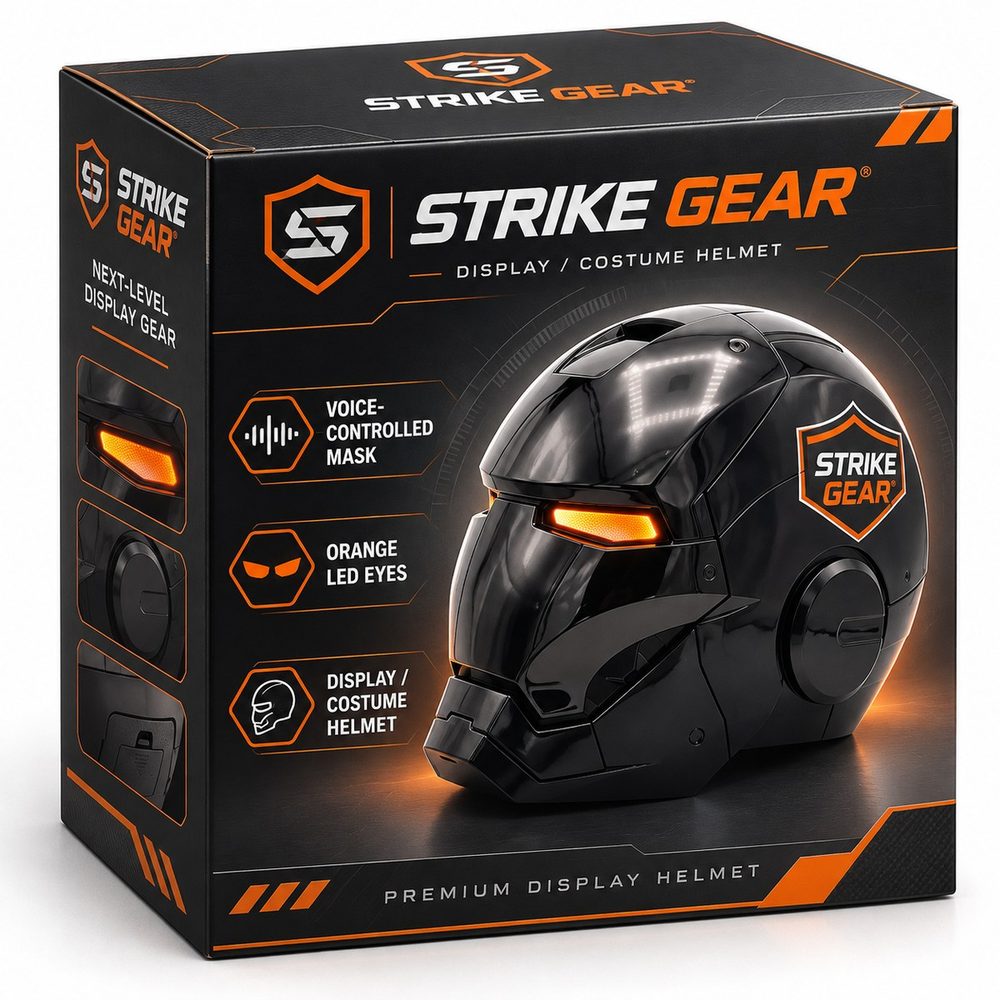 STRIKE GEAR®
STRIKE
GEAR®
NEXT-LEVEL
DISPLAY GEAR
STRIKE GEAR®
DISPLAY / COSTUME HELMET
VOICE-
CONTROLLED
MASK
ORANGE
LED EYES
DISPLAY /
COSTUME
HELMET
STRIKE
GEAR®
PREMIUM DISPLAY HELMET